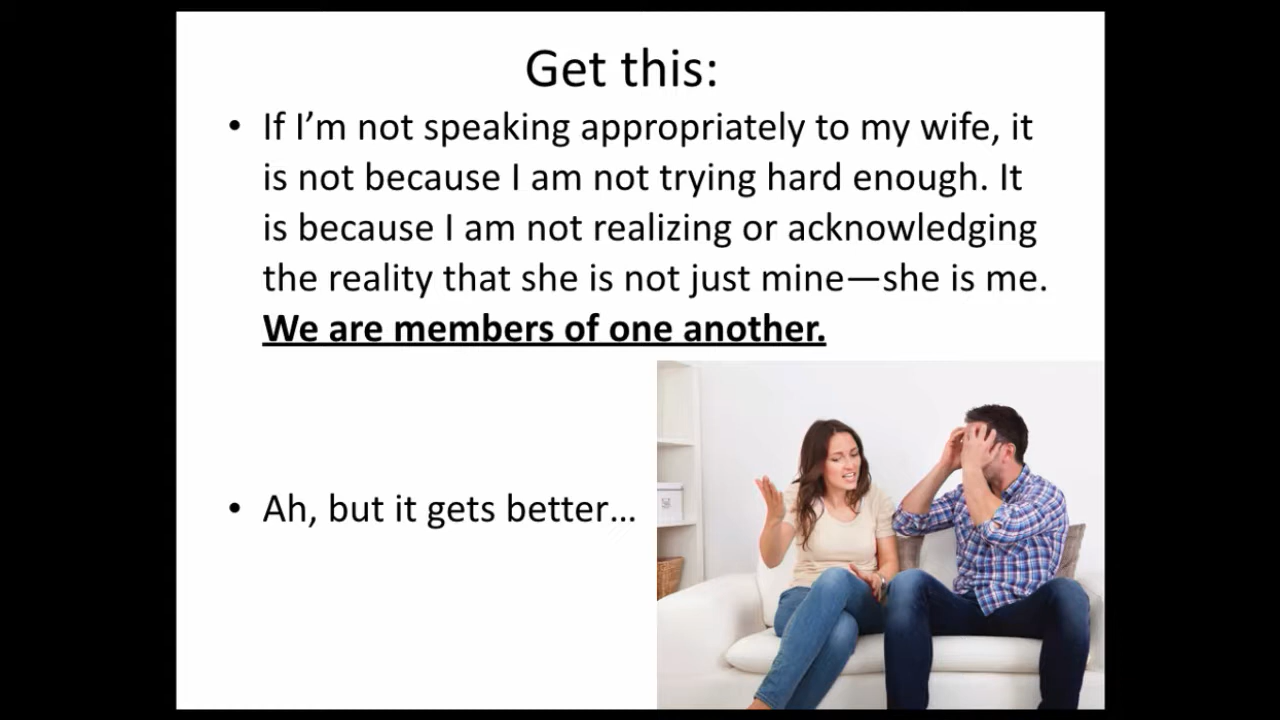 Get this:
• If I’m not speaking appropriately to my wife, it
is not because I am not trying hard enough. It
is because I am not realizing or acknowledging
the reality that she is not just mine—she is me.
We are members of one another.
• Ah, but it gets better…